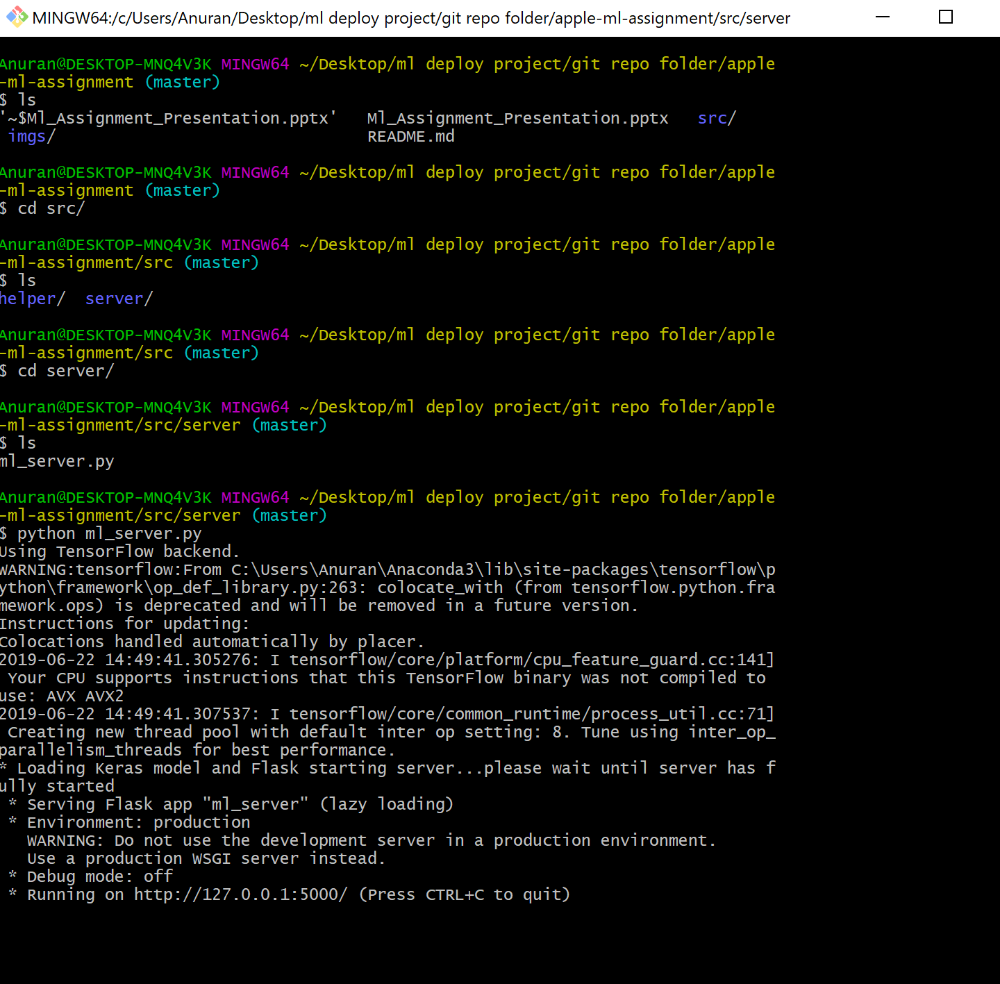 MINGW64:/c/Users/Anuran/Desktop/ml deploy project/git repo folder/apple-ml-assignment/src/server
Anuran@DESKTOP-MNQ4V3K MINGW64 ~/Desktop/ml deploy project/git repo folder/apple
-ml-assignment (master)
$ ls
'~$Ml_Assignment_Presentation.pptx'   Ml_Assignment_Presentation.pptx   src/
 imgs/                                README.md
Anuran@DESKTOP-MNQ4V3K MINGW64 ~/Desktop/ml deploy project/git repo folder/apple
-ml-assignment (master)
$ cd src/
Anuran@DESKTOP-MNQ4V3K MINGW64 ~/Desktop/ml deploy project/git repo folder/apple
-ml-assignment/src (master)
$ ls
helper/  server/
Anuran@DESKTOP-MNQ4V3K MINGW64 ~/Desktop/ml deploy project/git repo folder/apple
-ml-assignment/src (master)
$ cd server/
Anuran@DESKTOP-MNQ4V3K MINGW64 ~/Desktop/ml deploy project/git repo folder/apple
-ml-assignment/src/server (master)
$ ls
ml_server.py
Anuran@DESKTOP-MNQ4V3K MINGW64 ~/Desktop/ml deploy project/git repo folder/apple
-ml-assignment/src/server (master)
$ python ml_server.py
Using TensorFlow backend.
WARNING:tensorflow:From C:\Users\Anuran\Anaconda3\lib\site-packages\tensorflow\p
ython\framework\op_def_library.py:263: colocate_with (from tensorflow.python.fra
mework.ops) is deprecated and will be removed in a future version.
Instructions for updating:
Colocations handled automatically by placer.
2019-06-22 14:49:41.305276: I tensorflow/core/platform/cpu_feature_guard.cc:141]
 Your CPU supports instructions that this TensorFlow binary was not compiled to
use: AVX AVX2
2019-06-22 14:49:41.307537: I tensorflow/core/common_runtime/process_util.cc:71]
 Creating new thread pool with default inter op setting: 8. Tune using inter_op_
parallelism_threads for best performance.
* Loading Keras model and Flask starting server...please wait until server has f
ully started
 * Serving Flask app "ml_server" (lazy loading)
 * Environment: production
   WARNING: Do not use the development server in a production environment.
   Use a production WSGI server instead.
 * Debug mode: off
 * Running on http://127.0.0.1:5000/ (Press CTRL+C to quit)